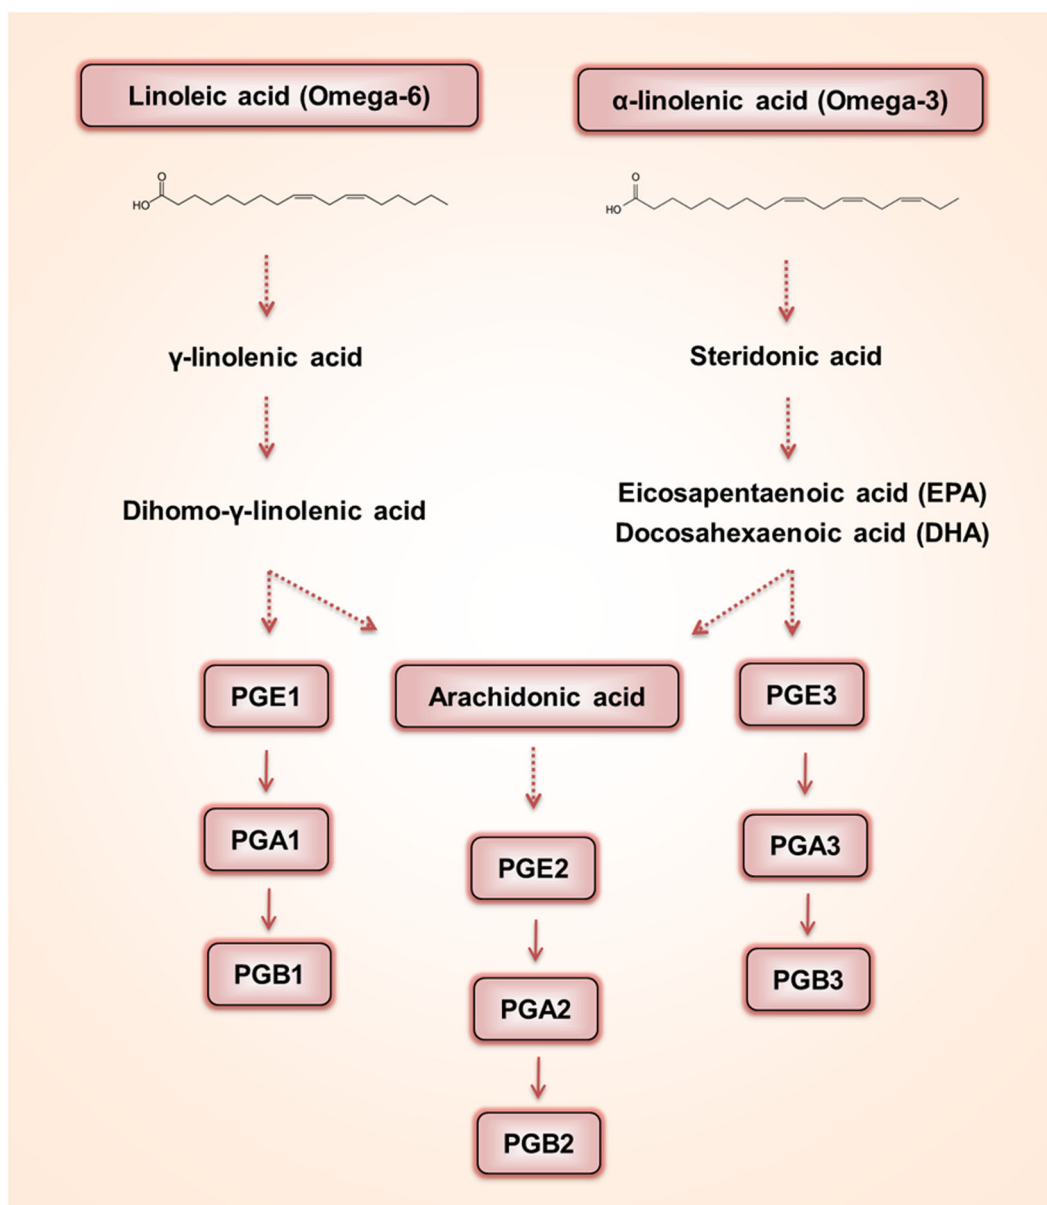 Linoleic acid (Omega-6)
α-linolenic acid (Omega-3)
O
HO
O
HO
γ-linolenic acid
Steridonic acid
Dihomo-γ-linolenic acid
Eicosapentaenoic acid (EPA)
Docosahexaenoic acid (DHA)
PGE1
Arachidonic acid
PGE3
PGA1
PGE2
PGA3
PGB1
PGA2
PGB3
PGB2